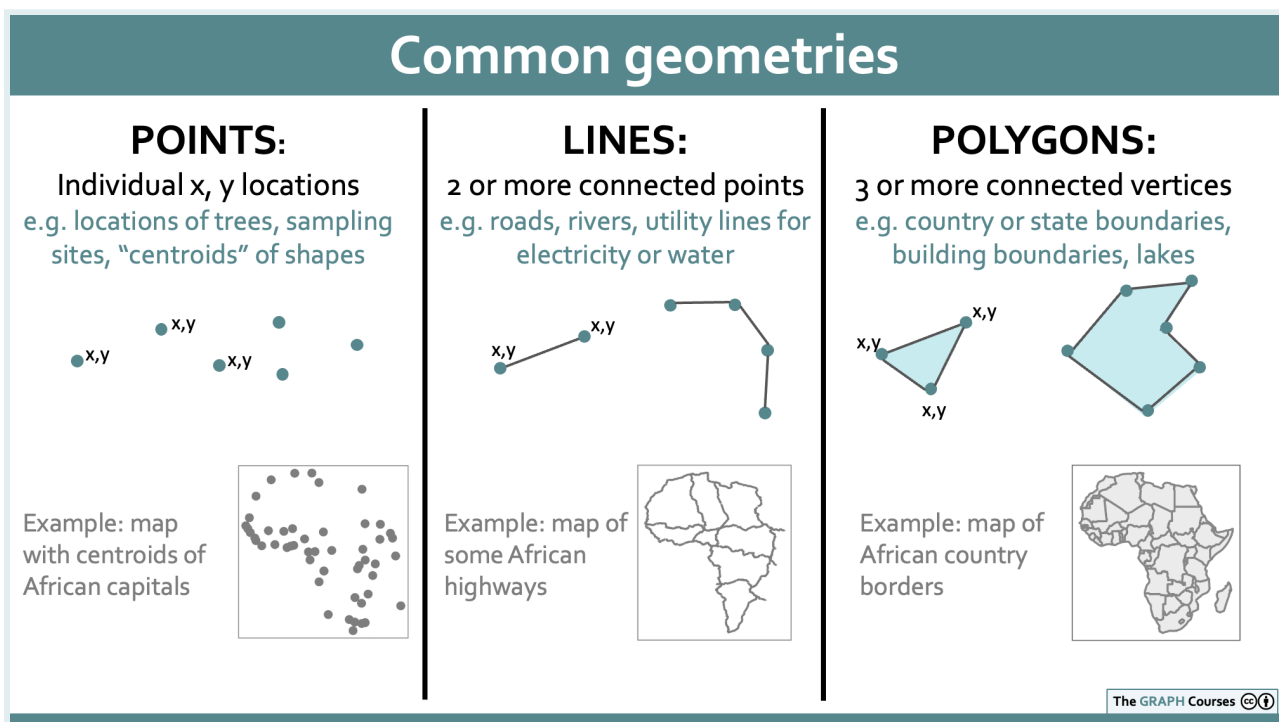 Common geometries
POINTS:
Individual x, y locations
e.g. locations of trees, sampling
sites, “centroids” of shapes
x,y
x,y
x,y
Example: map
with centroids of
African capitals
LINES:
2 or more connected points
e.g. roads, rivers, utility lines for
electricity or water
x,y
x,y
Example: map of
some African
highways
POLYGONS:
3 or more connected vertices
e.g. country or state boundaries,
building boundaries, lakes
x,y
x,y
x,y
Example: map of
African country
borders
The GRAPH Courses cc